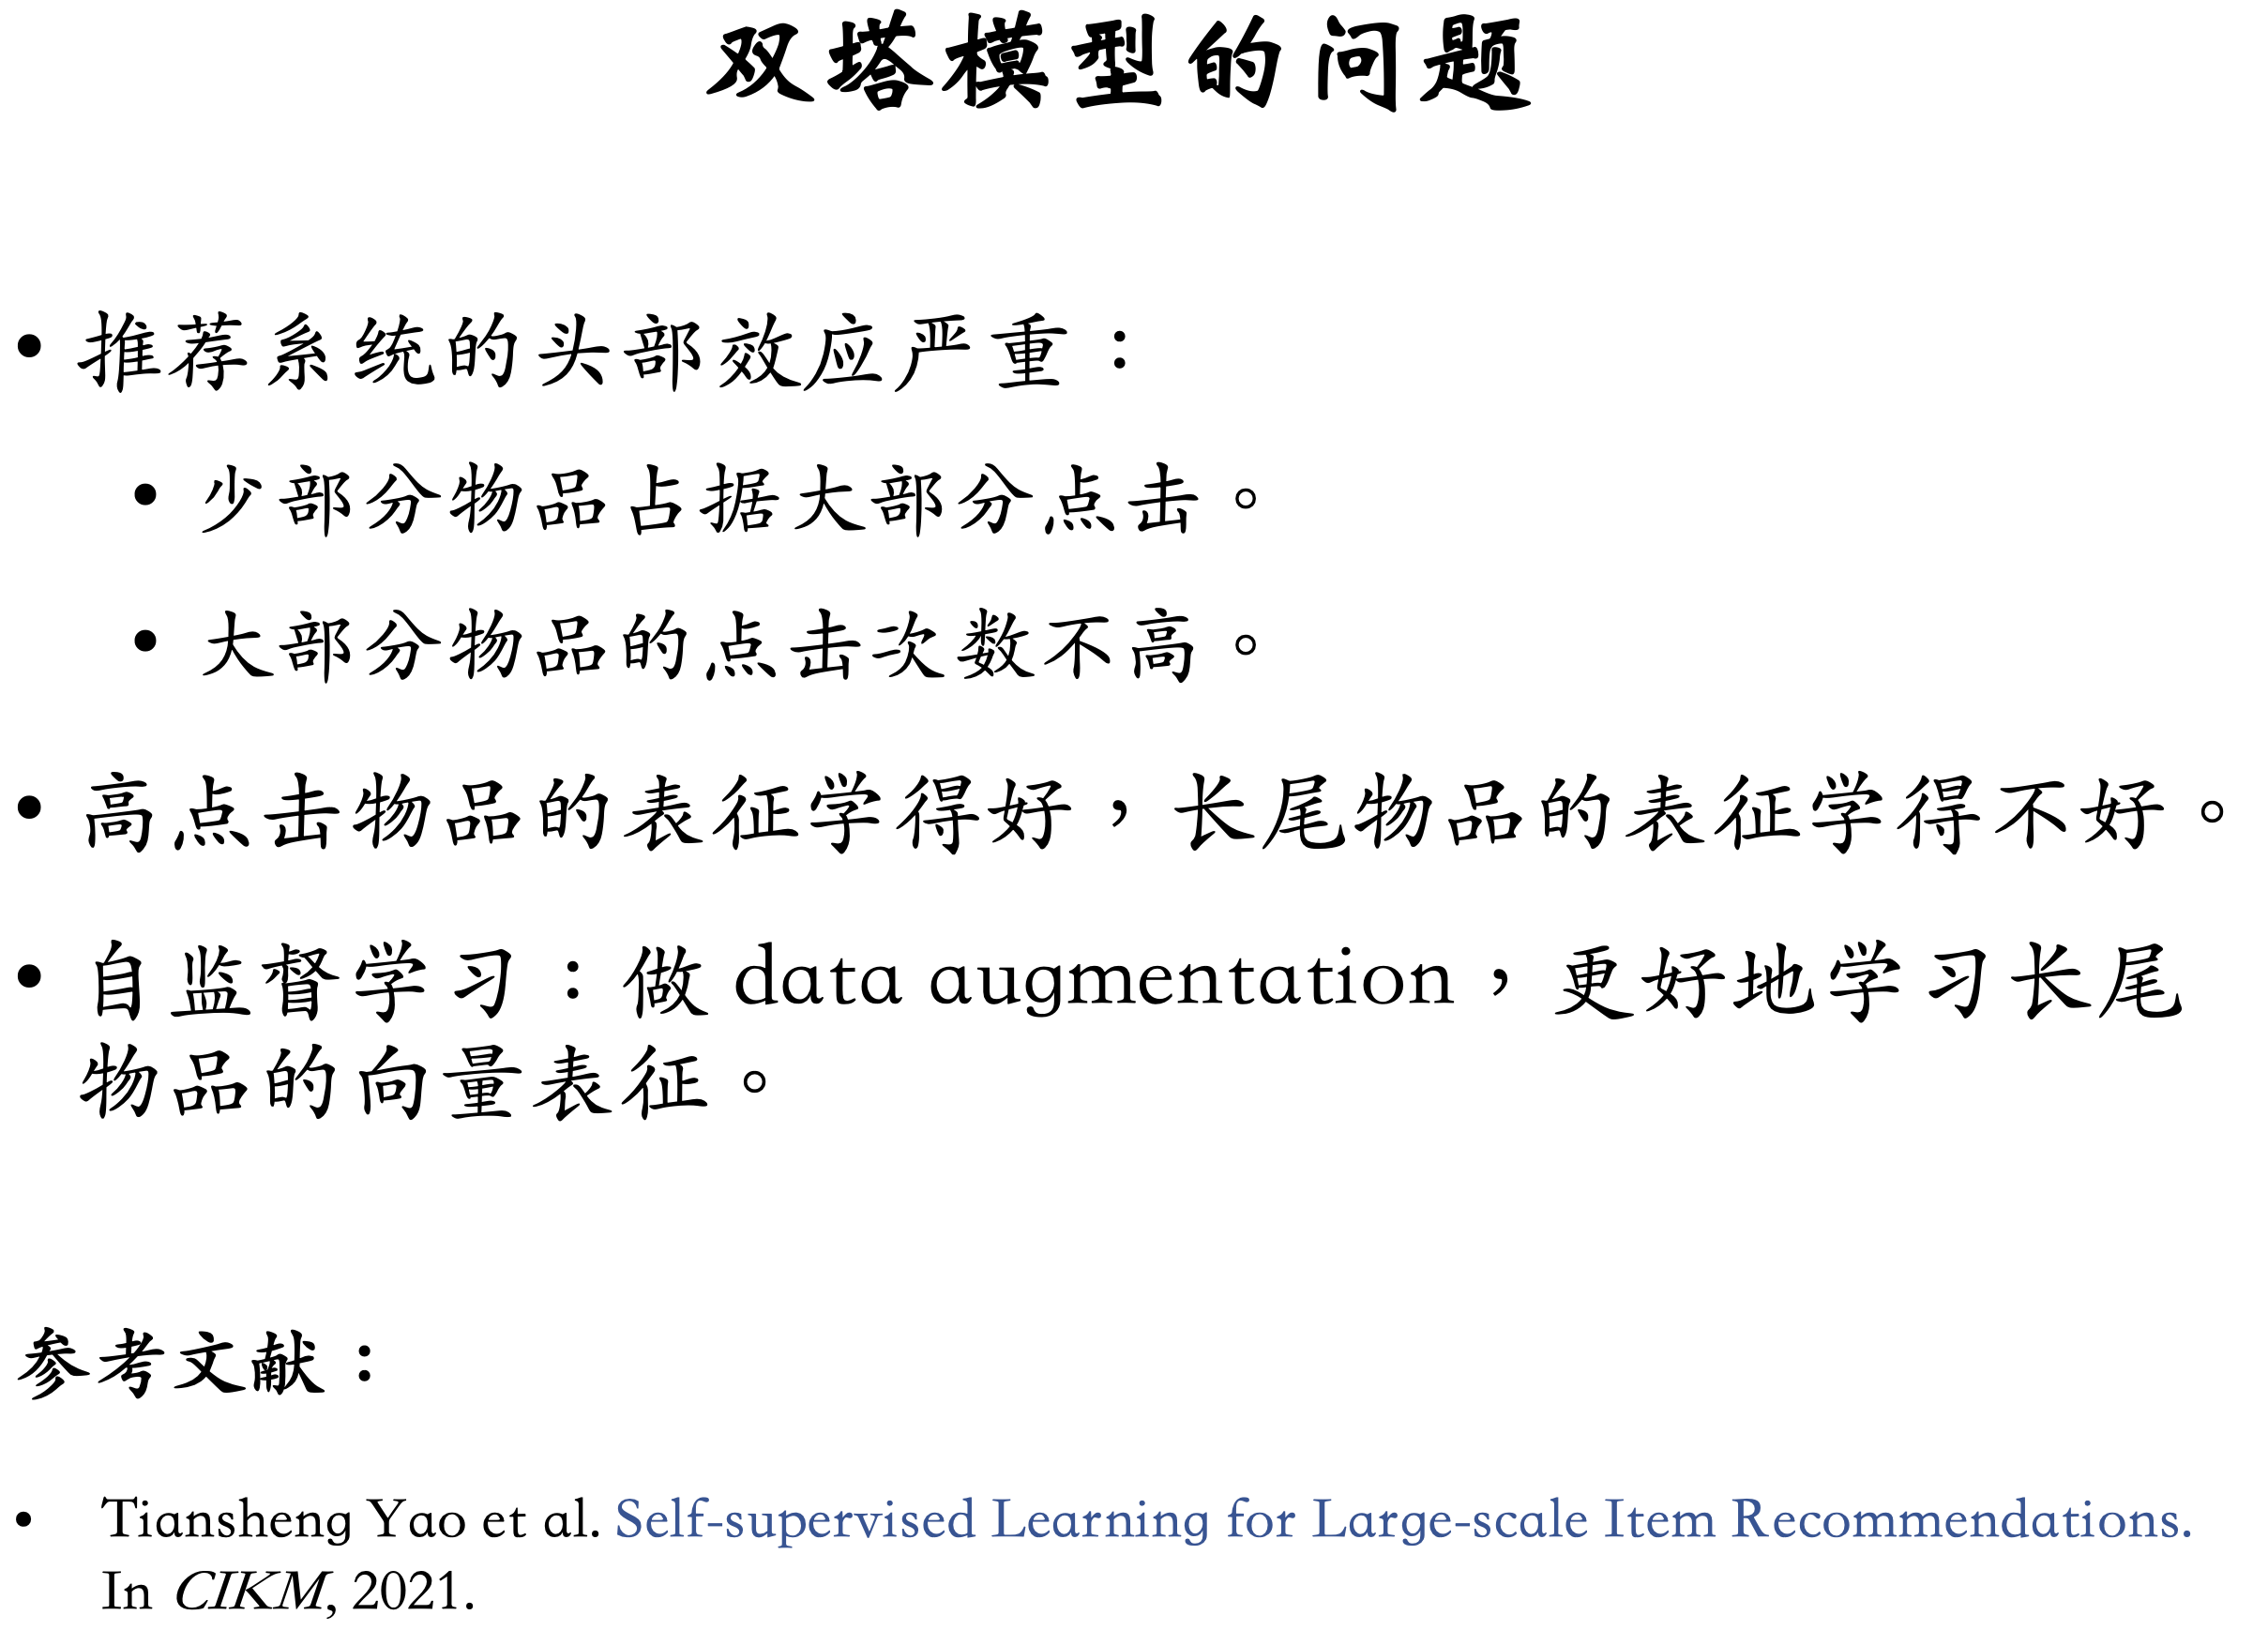 双塔模型的问题
• 推荐系统的头部效应严重：
• 少部分物品占据大部分点击。
• 大部分物品的点击次数不高。
• 高点击物品的表征学得好，长尾物品的表征学得不好。
• 自监督学习：做 data augmentation，更好地学习长尾
物品的向量表征。
参考文献：
• Tiansheng Yao et al. Self-supervised Learning for Large-scale Item Recommendations.
In CIKM, 2021.